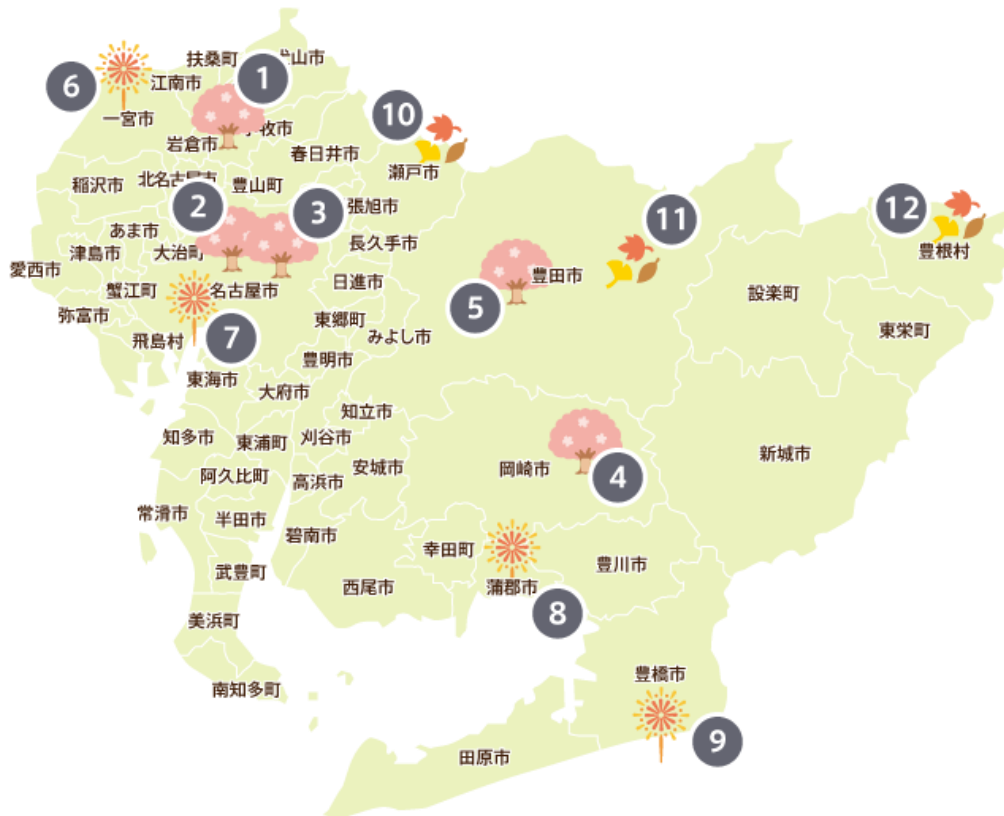 扶桑町
山市
1
6
江南市
一宮市
10
岩倉市
牧市
春日井市
瀬戸市
稲沢市
北名古屋市
豊山町
2
3
張旭市
11
12
あま市
津島市
大治町
長久手市
豊根村
愛西市
蟹江町
名古屋市
日進市
豊田市
設楽町
弥富市
5
東郷町
みよし市
東栄町
飛島村
7
豊明市
東海市
大府市
知立市
知多市
東浦町
刈谷市
安城市
岡崎市
4
新城市
阿久比町
高浜市
常滑市
半田市
碧南市
幸田町
豊川市
武豊町
西尾市
蒲郡市
8
美浜町
南知多町
豊橋市
9
田原市